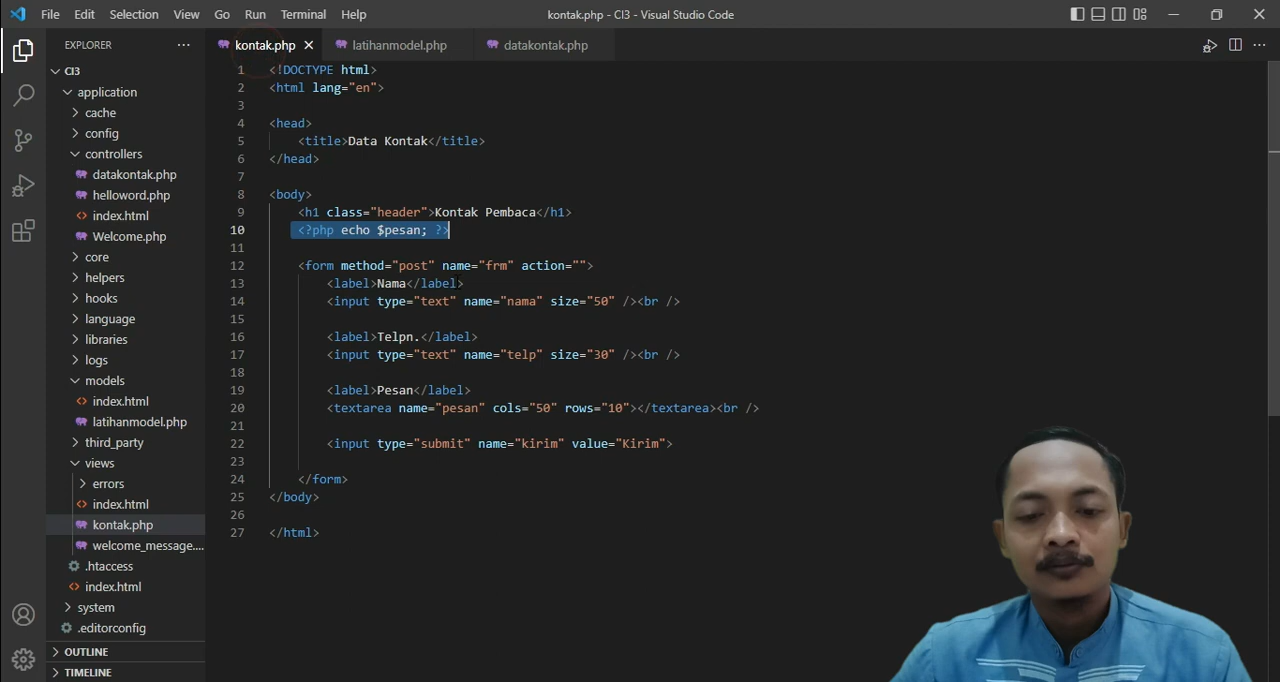 File Edit Selection View Go Run Terminal Help
kontak.php - CI3 - Visual Studio Code
EXPLORER
kontak.php
latihanmodel.php
datakontak.php
CI3
application
cache
config
controllers
datakontak.php
helloword.php
index.html
Welcome.php
core
helpers
hooks
language
libraries
logs
models
index.html
latihanmodel.php
third_party
views
errors
index.html
kontak.php
welcome_message....
.htaccess
index.html
system
.editorconfig
OUTLINE
TIMELINE
1 <!DOCTYPE html>
2 <html lang="en">
3
4 <head>
5 <title>Data Kontak</title>
6 </head>
7
8 <body>
9 <h1 class="header">Kontak Pembaca</h1>
10 <?php echo $pesan; ?>
11
12 <form method="post" name="frm" action="">
13 <label>Nama</label>
14 <input type="text" name="nama" size="50" /><br />
15
16 <label>Telpn.</label>
17 <input type="text" name="telp" size="30" /><br />
18
19 <label>Pesan</label>
20 <textarea name="pesan" cols="50" rows="10"></textarea><br />
21
22 <input type="submit" name="kirim" value="Kirim">
23
24 </form>
25 </body>
26
27 </html>